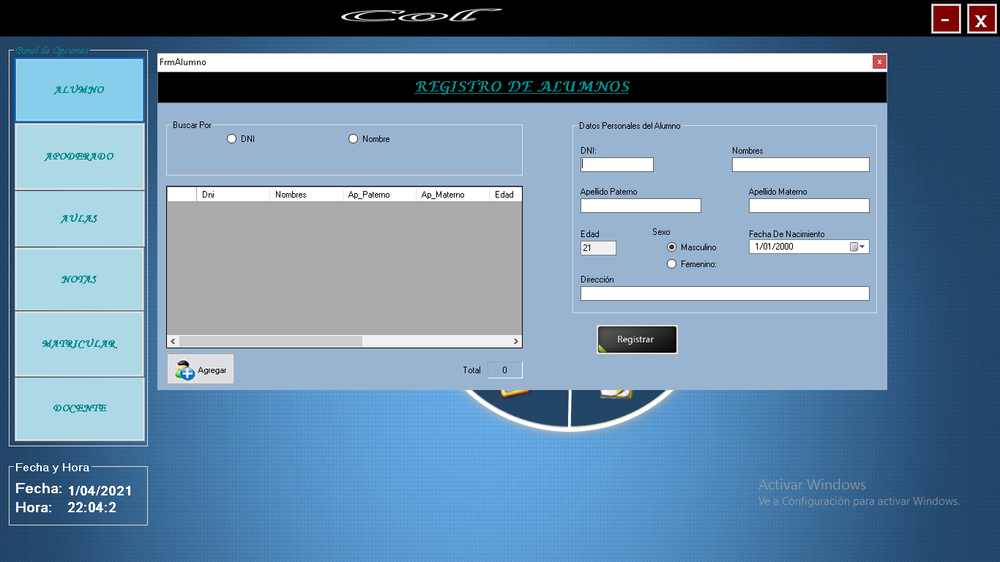 Col
-
x
Panel de Opciones
ALUMNO
APODERADO
AULAS
NOTAS
MATRICULAR
DOCENTE
Fecha y Hora
Fecha: 1/04/2021
Hora: 22:04:2
FrmAlumno
x
REGISTRO DE ALUMNOS
Buscar Por
DNI
Nombre
Dni Nombres Ap_Paterno Ap_Materno Edad
Agregar
Total 0
Datos Personales del Alumno
DNI:
Nombres
Apellido Paterno
Apellido Materno
Edad
21
Sexo
Masculino
Femenino:
Fecha De Nacimiento
1/01/2000
Dirección
Registrar
Activar Windows
Ve a Configuración para activar Windows.